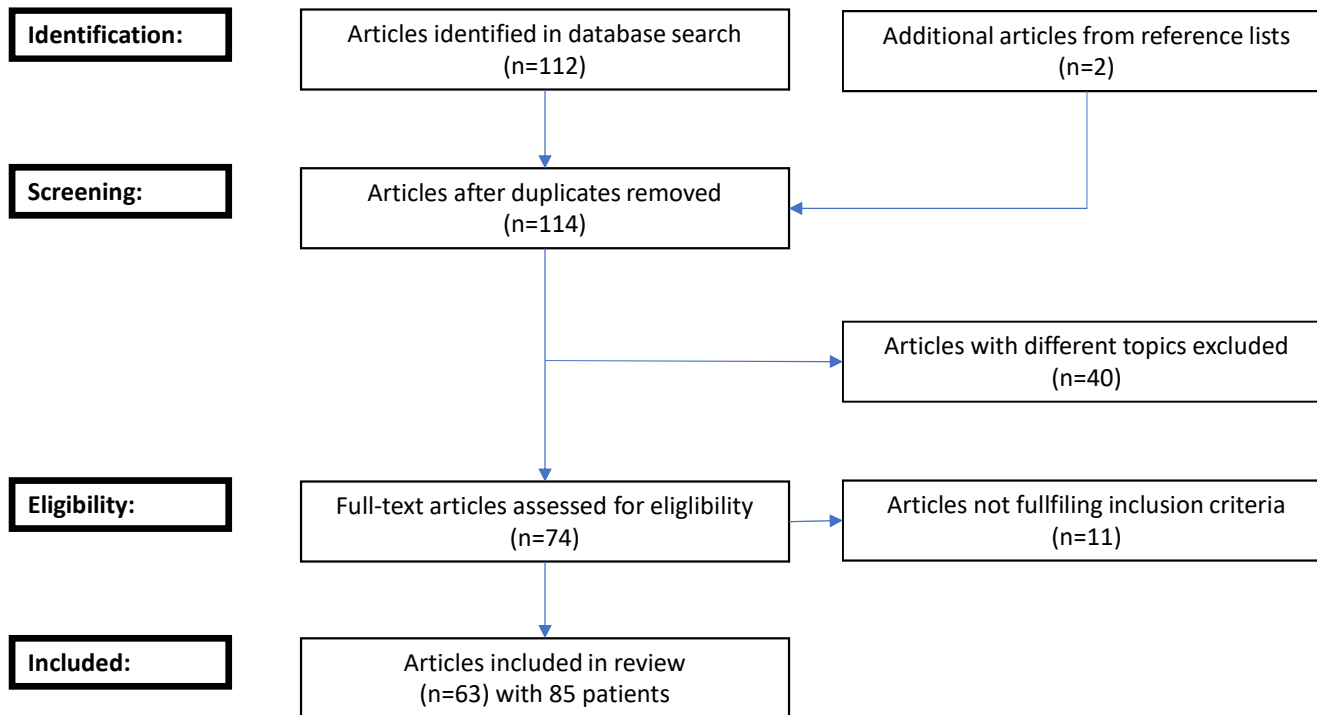 Identification:
Articles identified in database search
(n=112)
Additional articles from reference lists
(n=2)
Screening:
Articles after duplicates removed
(n=114)
Articles with different topics excluded
(n=40)
Eligibility:
Full-text articles assessed for eliglibility
(n=74)
Articles not fullfiling inclusion criteria
(n=11)
Included:
Articles included in review
(n=63) with 85 patients